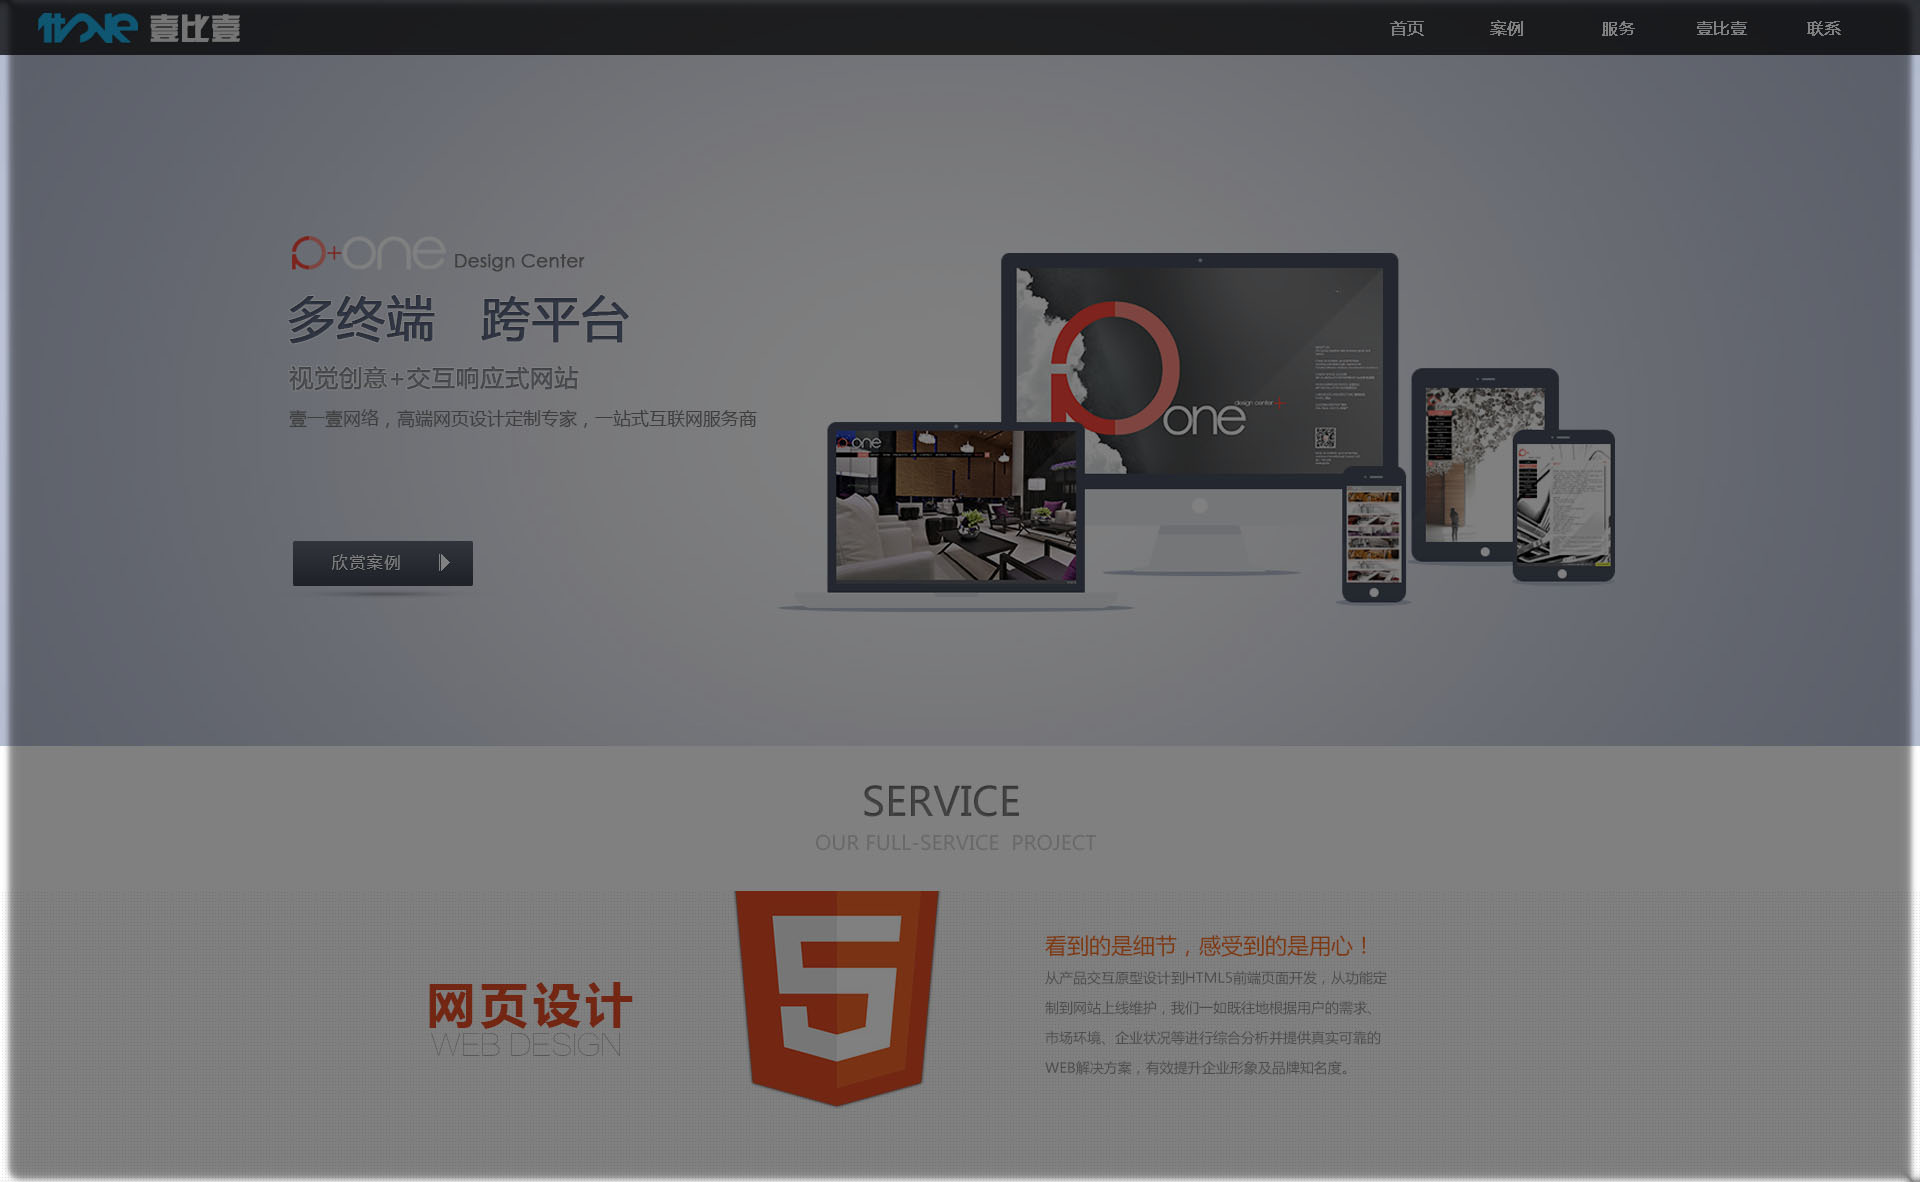 壹比壹
首页 案例 服务 壹比壹 联系
p+one Design Center
多终端 跨平台
视觉创意+交互响应式网站
壹一壹网络，高端网页设计定制专家，一站式互联网服务商
欣赏案例
one
design center
one
SERVICE
OUR FULL-SERVICE PROJECT
网页设计
WEB DESIGN
5
看到的是细节，感受到的是用心！
从产品交互原型设计到HTML5前端页面开发，从功能定
制到网站上线维护，我们一如既往地根据用户的需求、
市场环境、企业状况等进行综合分析并提供真实可靠的
WEB解决方案，有效提升企业形象及品牌知名度。